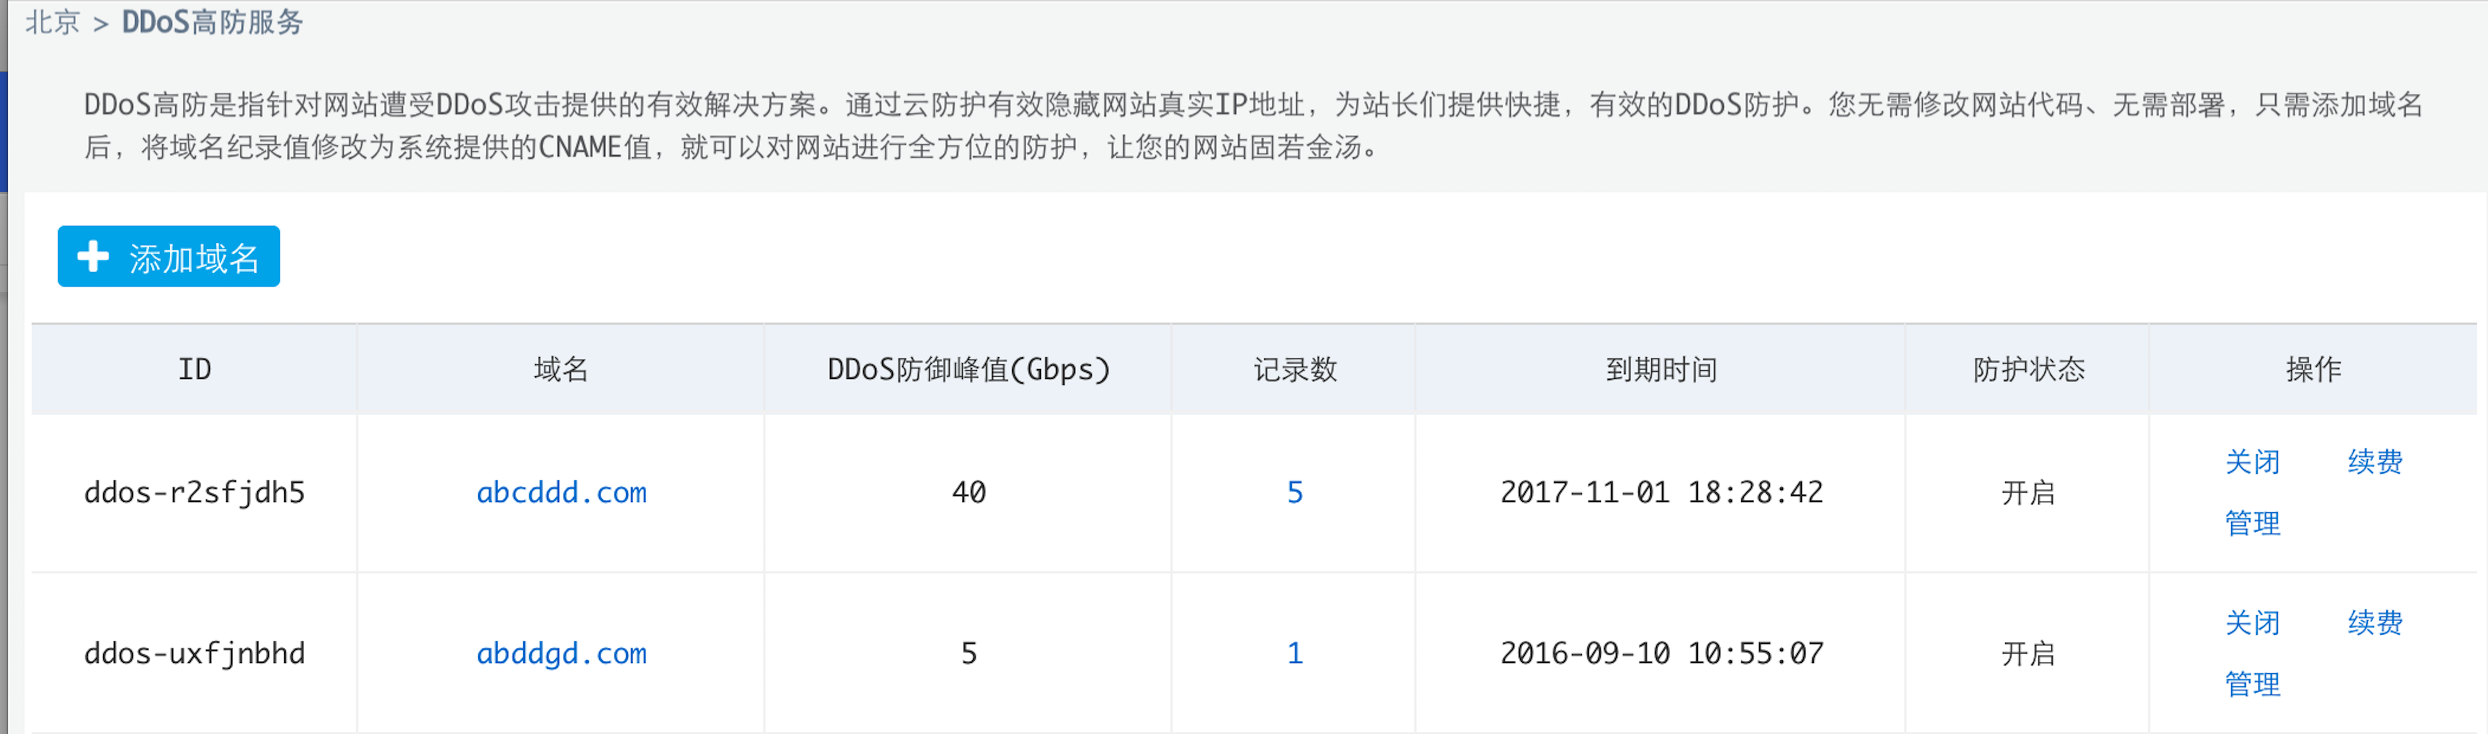 北京 > DDoS高防服务
DDoS高防是指针对网站遭受DDoS攻击提供的有效解决方案。通过云防护有效隐藏网站真实IP地址，为站长们提供快捷，有效的DDoS防护。您无需修改网站代码、无需部署，只需添加域名
后，将域名纪录值修改为系统提供的CNAME值，就可以对网站进行全方位的防护，让您的网站固若金汤。
添加域名
ID 域名 DDoS防御峰值(Gbps) 记录数 到期时间 防护状态 操作
关闭 续费
ddos-r2sfjdh5 abcddd.com 40 5 2017-11-01 18:28:42 开启
管理
关闭 续费
ddos-uxfjnbhd abddgd.com 5 1 2016-09-10 10:55:07 开启
管理